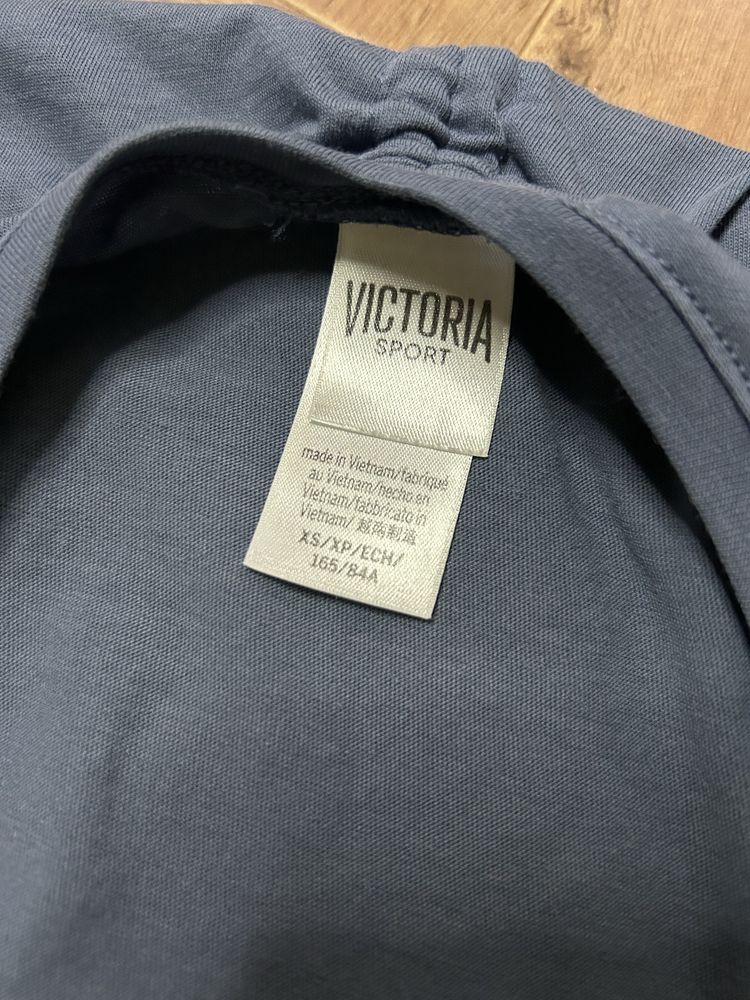 VICTORIA
SPORT
made in Vietnam/fabriqué
au Vietnam/hecho en
Vietnam/fabbricato in
Vietnam/ 越南制造
XS/XP/ECH/
165/84A